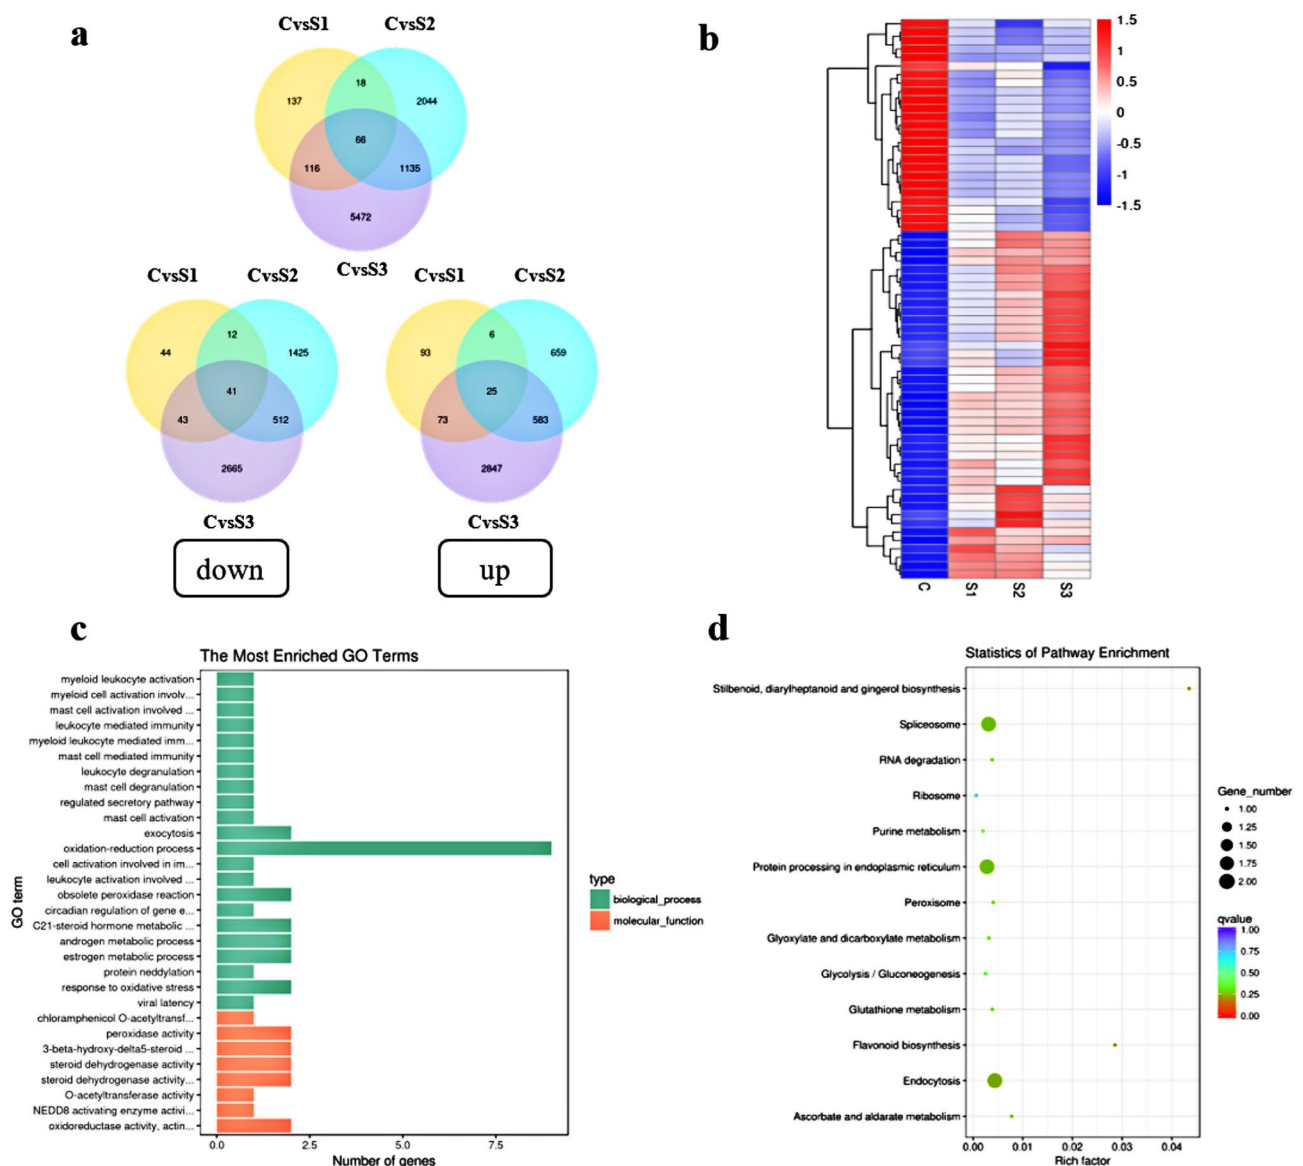 a
CvsS1
CvsS2
137
18
2044
66
116
1135
5472
CvsS3
CvsS1
CvsS2
44
12
1425
41
43
512
2665
CvsS3
down
CvsS1
CvsS2
93
6
659
25
73
583
2847
CvsS3
up
b
1.5
1
0.5
0
-0.5
-1
-1.5
C
S1
S2
S3
c
The Most Enriched GO Terms
GO term
myeloid leukocyte activation
myeloid cell activation involv...
mast cell activation involved ...
leukocyte mediated immunity
myeloid leukocyte mediated imm...
mast cell mediated immunity
leukocyte degranulation
mast cell degranulation
regulated secretory pathway
mast cell activation
exocytosis
oxidation-reduction process
cell activation involved in im...
leukocyte activation involved ...
obsolete peroxidase reaction
circadian regulation of gene e...
C21-steroid hormone metabolic ...
androgen metabolic process
estrogen metabolic process
protein neddylation
response to oxidative stress
viral latency
chloramphenicol O-acetyltransf...
peroxidase activity
3-beta-hydroxy-delta5-steroid ...
steroid dehydrogenase activity
steroid dehydrogenase activity...
O-acetyltransferase activity
NEDD8 activating enzyme activi...
oxidoreductase activity, actin...
0.0
2.5
5.0
7.5
Number of genes
type
biological_process
molecular_function
d
Statistics of Pathway Enrichment
Stilbenoid, diarylheptanoid and gingerol biosynthesis
Spliceosome
RNA degradation
Ribosome
Purine metabolism
Protein processing in endoplasmic reticulum
Peroxisome
Glyoxylate and dicarboxylate metabolism
Glycolysis / Gluconeogenesis
Glutathione metabolism
Flavonoid biosynthesis
Endocytosis
Ascorbate and aldarate metabolism
0.00
0.01
0.02
0.03
0.04
Rich factor
Gene_number
1.00
1.25
1.50
1.75
2.00
qvalue
1.00
0.75
0.50
0.25
0.00